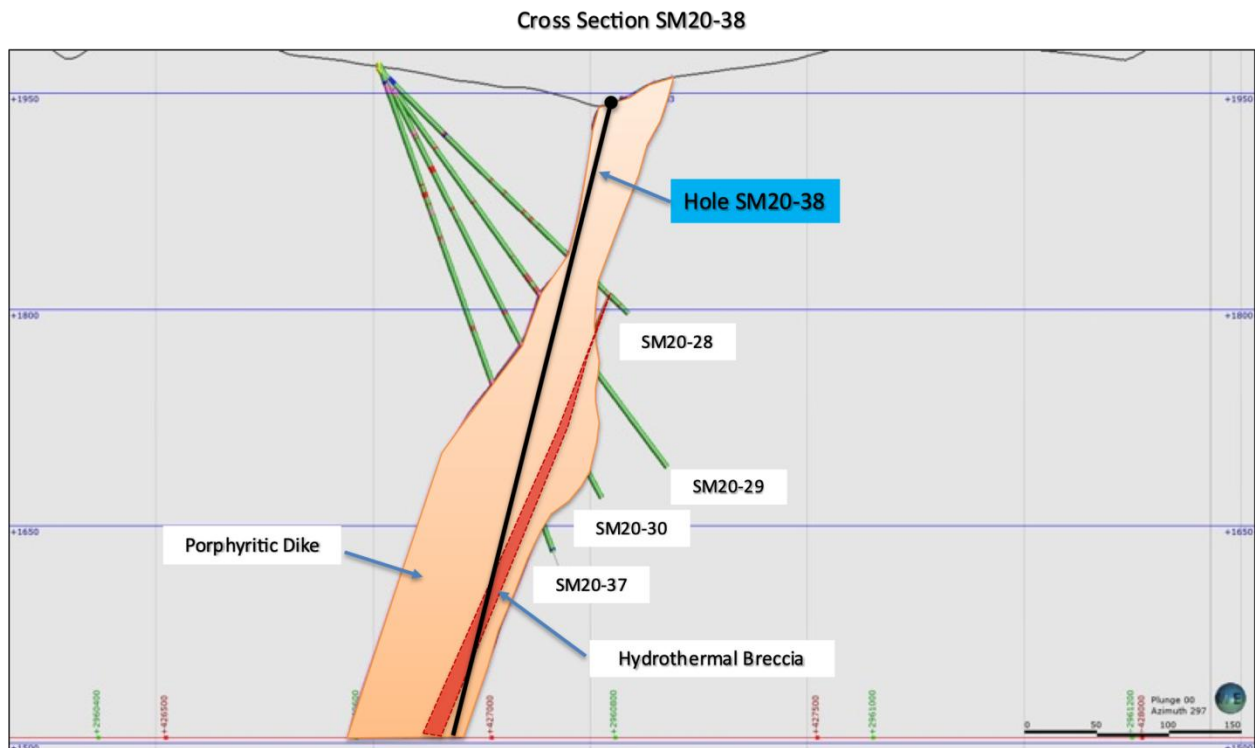 Cross Section SM20-38
+1950
+1950
Hole SM20-38
+1800
+1800
SM20-28
SM20-29
SM20-30
+1650
+1650
Porphyritic Dike
SM20-37
Hydrothermal Breccia
+2960400
+426500
+427000
+2960800
+427500
+2961000
+2961200
+428000
Plunge 00
Azimuth 297
0 50 100 150
+1500